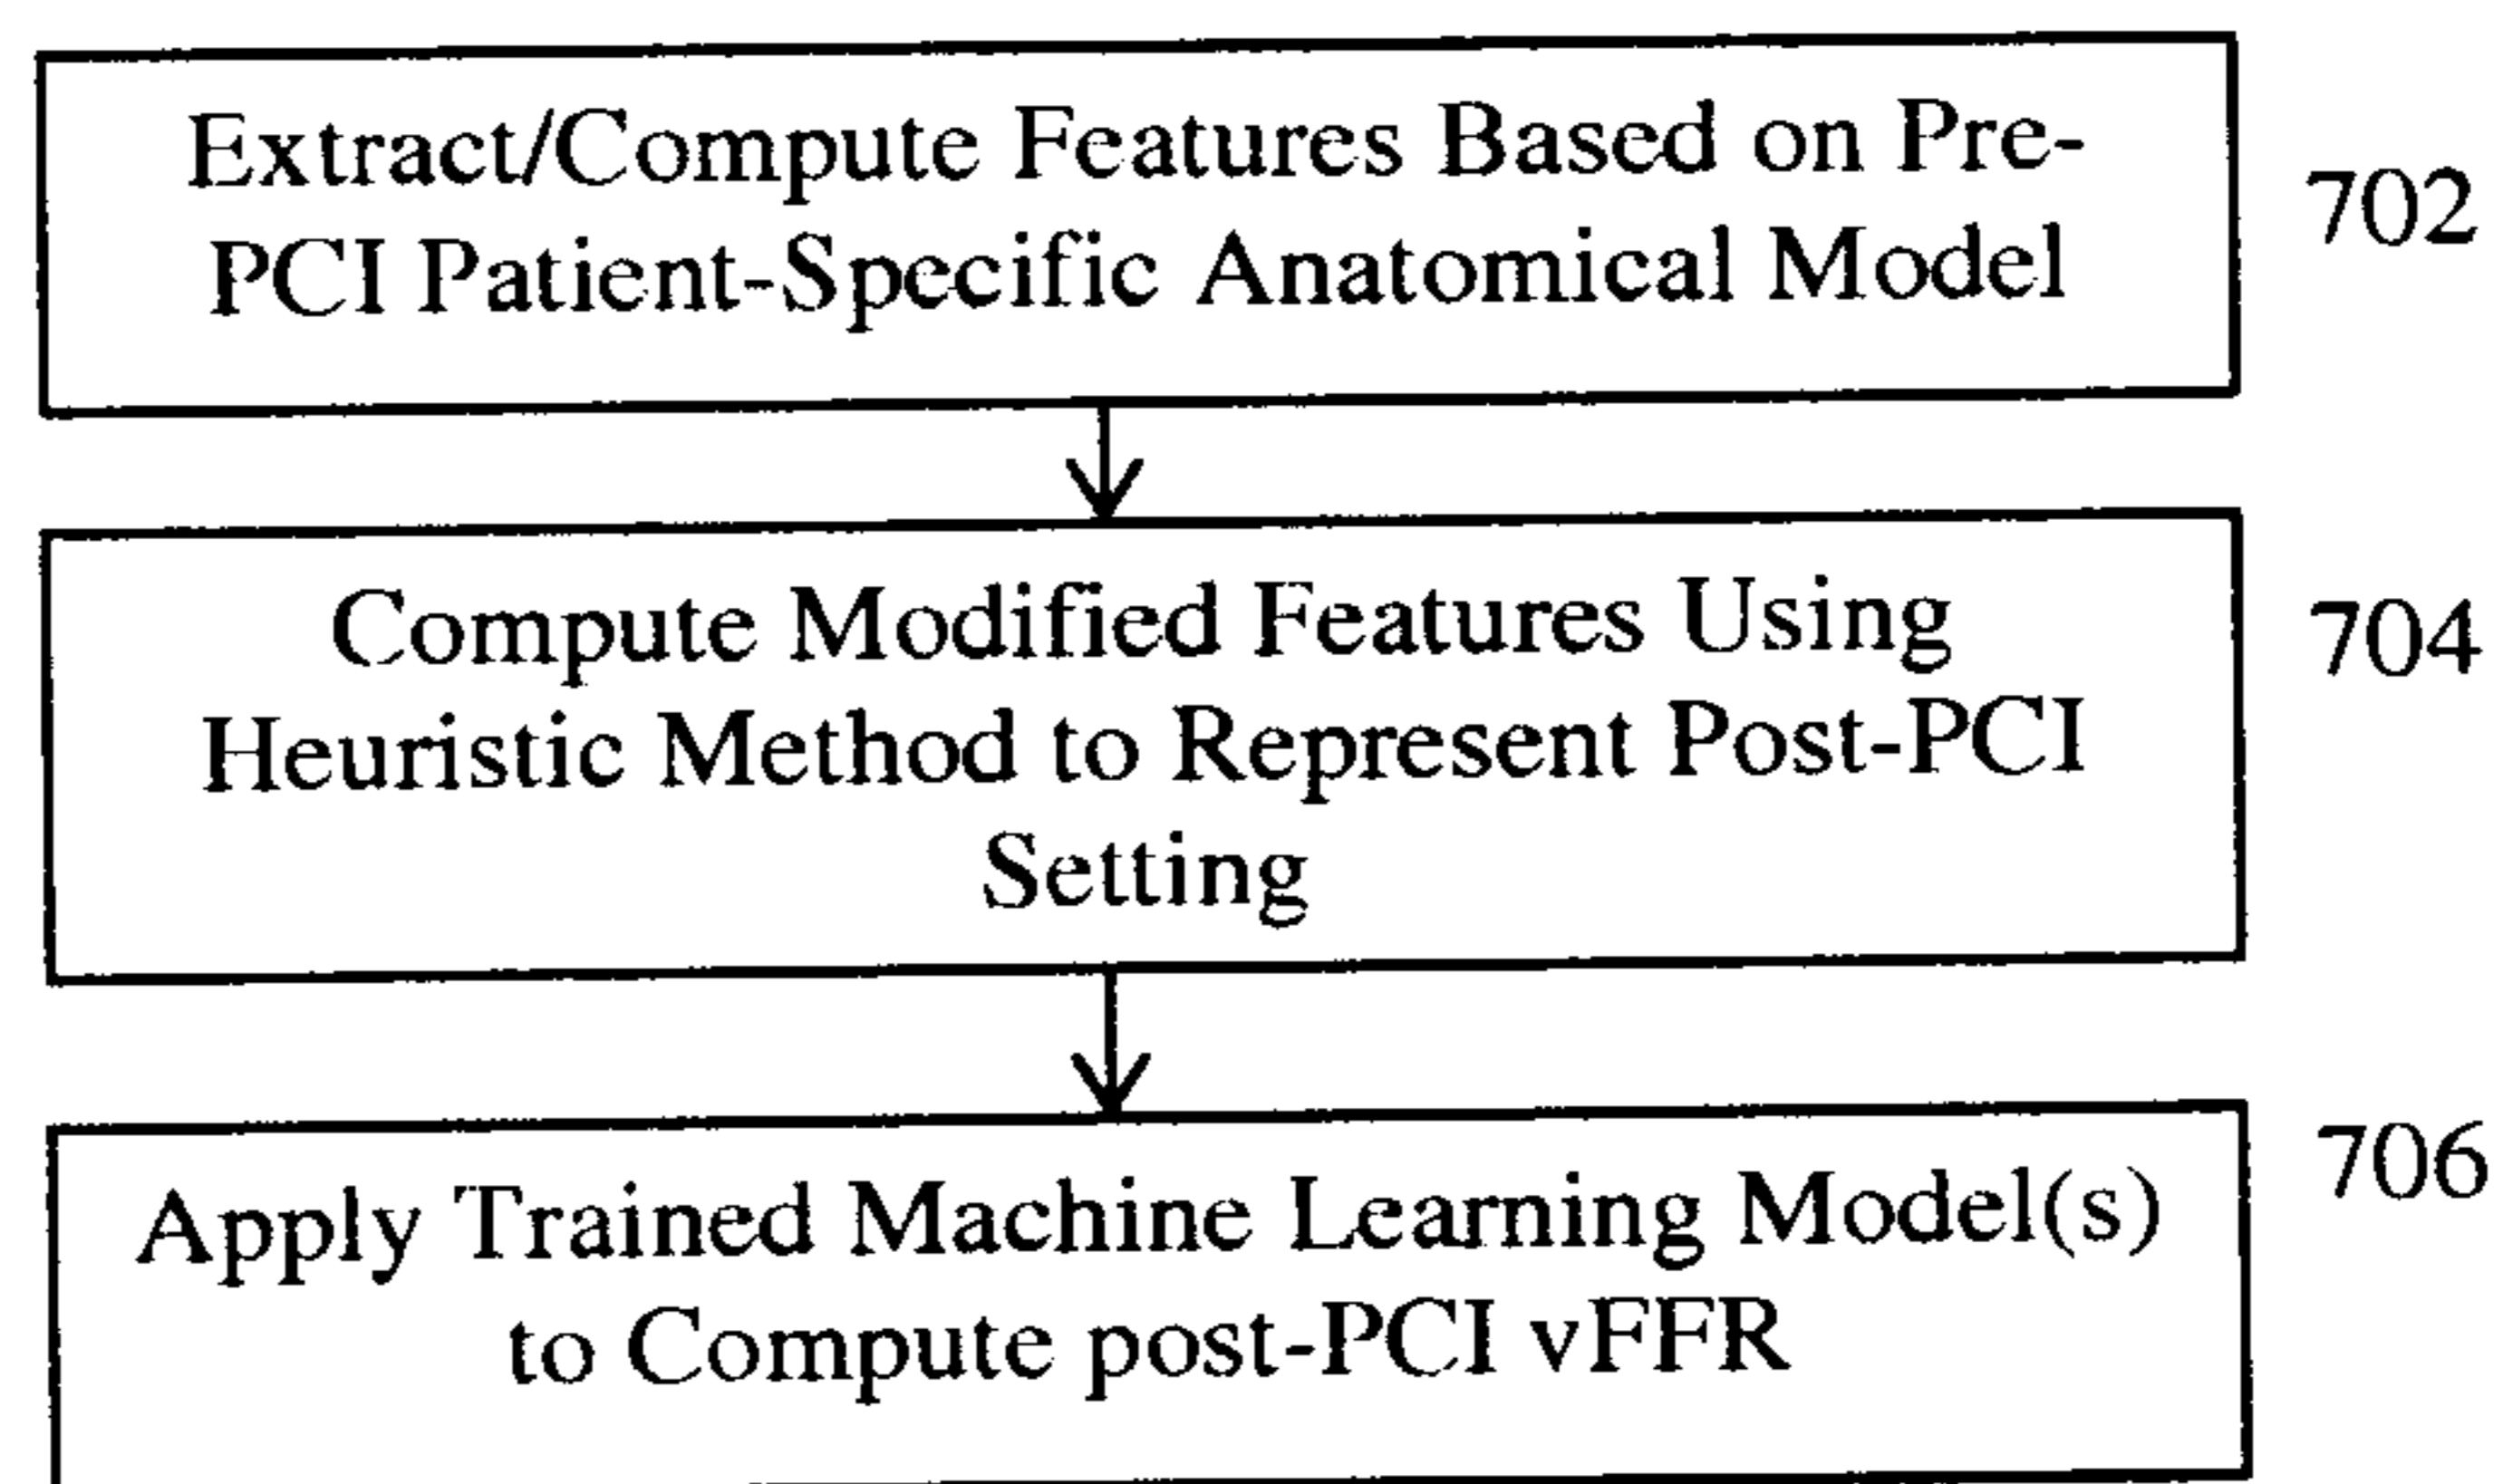 Extract/Compute Features Based on Pre-
PCI Patient-Specific Anatomical Model
702
Compute Modified Features Using
Heuristic Method to Represent Post-PCI
Setting
704
Apply Trained Machine Learning Model(s)
to Compute post-PCI vFFR
706